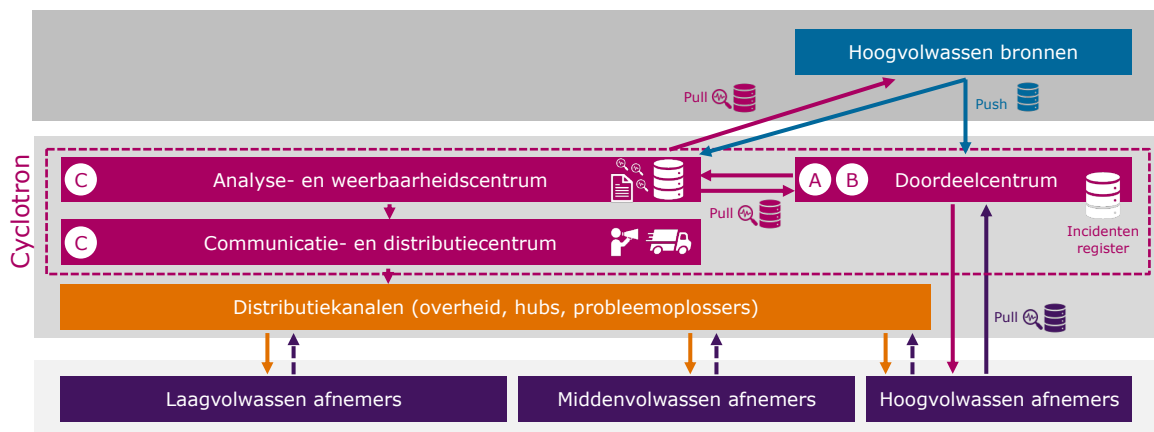 Hoogvolwassen bronnen
Pull
Push
Cyclotron
C
Analyse- en weerbaarheidscentrum
A
B
Doordeelcentrum
Pull
Incidenten
register
C
Communicatie- en distributiecentrum
Distributiekanalen (overheid, hubs, probleemoplossers)
Pull
Laagvolwassen afnemers
Middenvolwassen afnemers
Hoogvolwassen afnemers